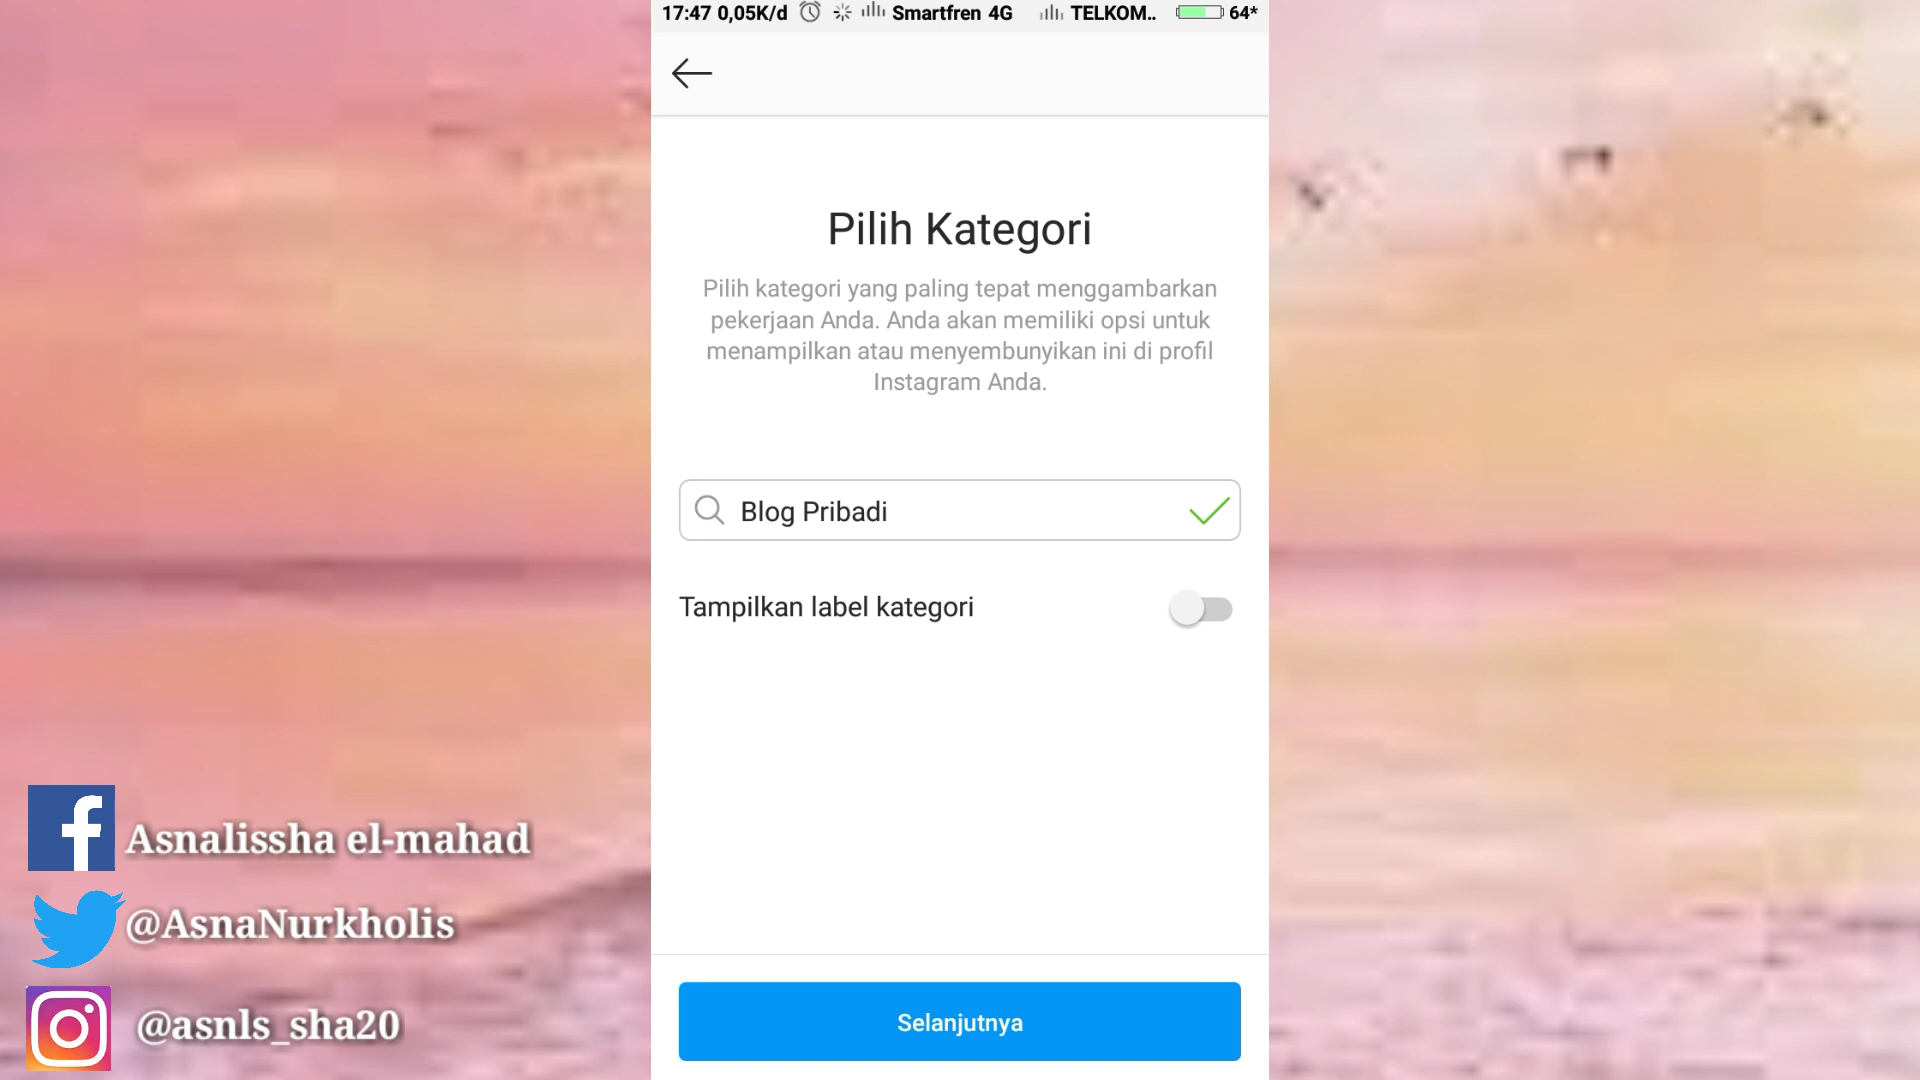 17:47 0,05K/d Smartfren 4G TELKOM.. 64*
Pilih Kategori
Pilih kategori yang paling tepat menggambarkan
pekerjaan Anda. Anda akan memiliki opsi untuk
menampilkan atau menyembunyikan ini di profil
Instagram Anda.
Blog Pribadi
Tampilkan label kategori
Selanjutnya
Asnalissha el-mahad
@AsnaNurkholis
@asnls_sha20